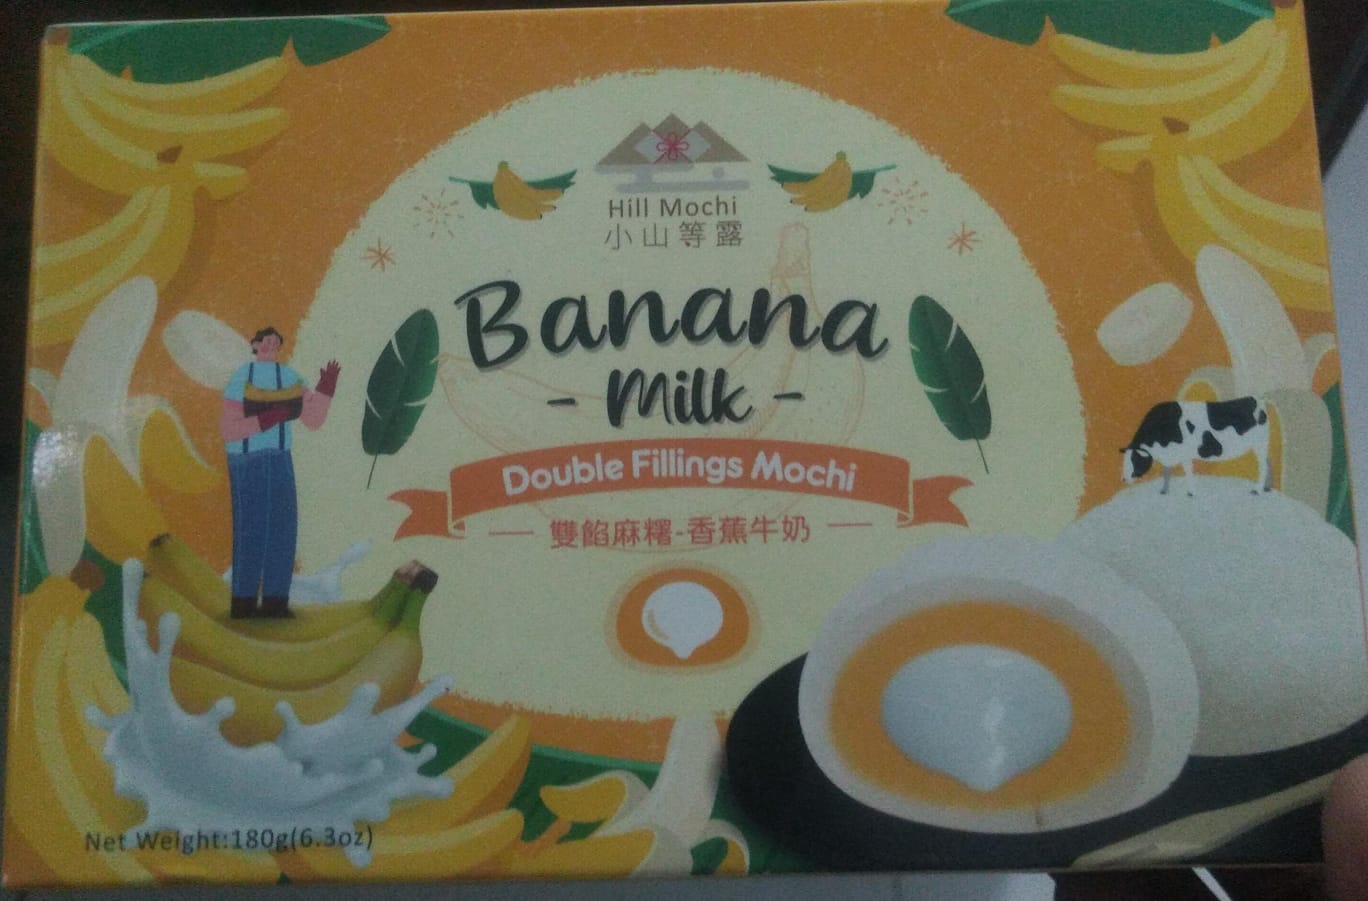 Hill Mochi
小山等露
Banana
- Milk -
Double Fillings Mochi
雙餡麻糬-香蕉牛奶
Net Weight:180g(6.3oz)